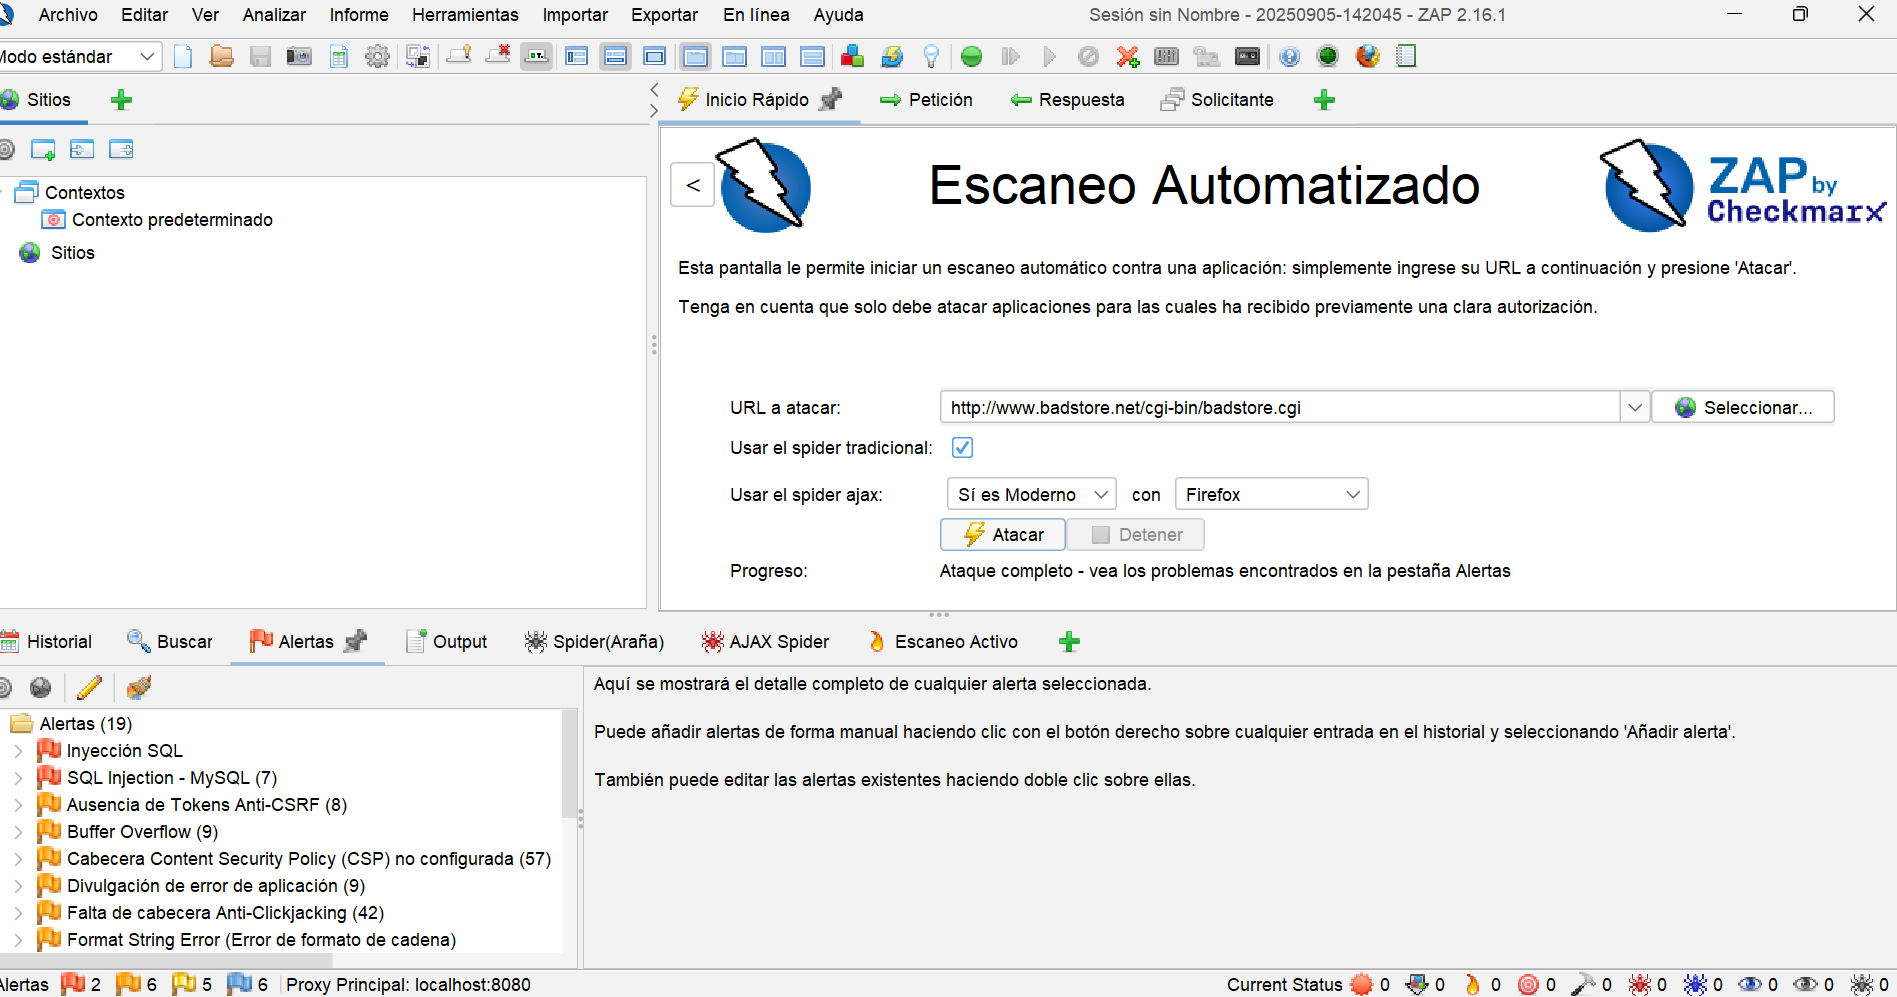 Archivo Editar Ver Analizar Informe Herramientas Importar Exportar En línea Ayuda Sesión sin Nombre - 20250905-142045 - ZAP 2.16.1
Modo estándar
Sitios
Inicio Rápido Petición Respuesta Solicitante
Contextos
Contexto predeterminado
Sitios
<
Escaneo Automatizado
ZAP by Checkmarx
Esta pantalla le permite iniciar un escaneo automático contra una aplicación: simplemente ingrese su URL a continuación y presione 'Atacar'.
Tenga en cuenta que solo debe atacar aplicaciones para las cuales ha recibido previamente una clara autorización.
URL a atacar: http://www.badstore.net/cgi-bin/badstore.cgi Seleccionar...
Usar el spider tradicional:
Usar el spider ajax: Sí es Moderno con Firefox
Atacar Detener
Progreso: Ataque completo - vea los problemas encontrados en la pestaña Alertas
Historial Buscar Alertas Output Spider(Araña) AJAX Spider Escaneo Activo
Alertas (19)
Inyección SQL
SQL Injection - MySQL (7)
Ausencia de Tokens Anti-CSRF (8)
Buffer Overflow (9)
Cabecera Content Security Policy (CSP) no configurada (57)
Divulgación de error de aplicación (9)
Falta de cabecera Anti-Clickjacking (42)
Format String Error (Error de formato de cadena)
Aquí se mostrará el detalle completo de cualquier alerta seleccionada.
Puede añadir alertas de forma manual haciendo clic con el botón derecho sobre cualquier entrada en el historial y seleccionando 'Añadir alerta'.
También puede editar las alertas existentes haciendo doble clic sobre ellas.
Alertas 2 6 5 6 Proxy Principal: localhost:8080 Current Status 0 0 0 0 0 0 0 0 0 0